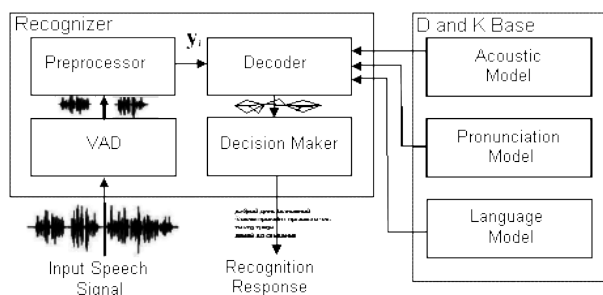 Recognizer
D and K Base
y_i
Preprocessor
Decoder
Acoustic
Model
VAD
Decision Maker
Pronunciation
Model
Language
Model
Input Speech
Signal
Recognition
Response